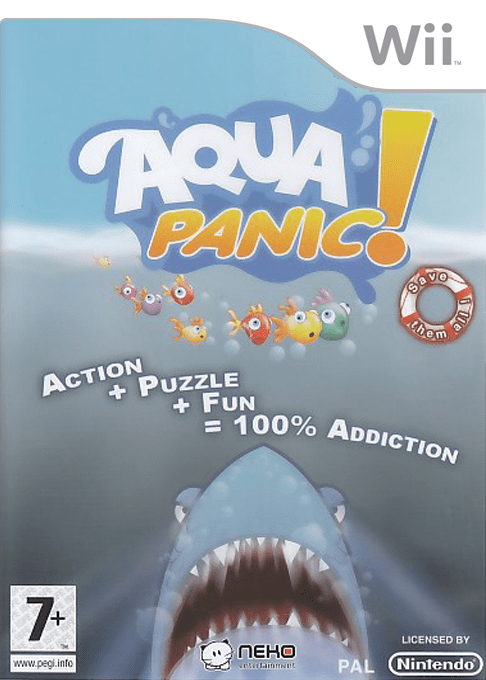 Wii
TM
AQUA
PANIC!
Save
them all!
ACTION
+ PUZZLE
+ FUN
= 100% ADDICTION
7+
www.pegi.info
NEKO
entertainment
PAL
LICENSED BY
Nintendo